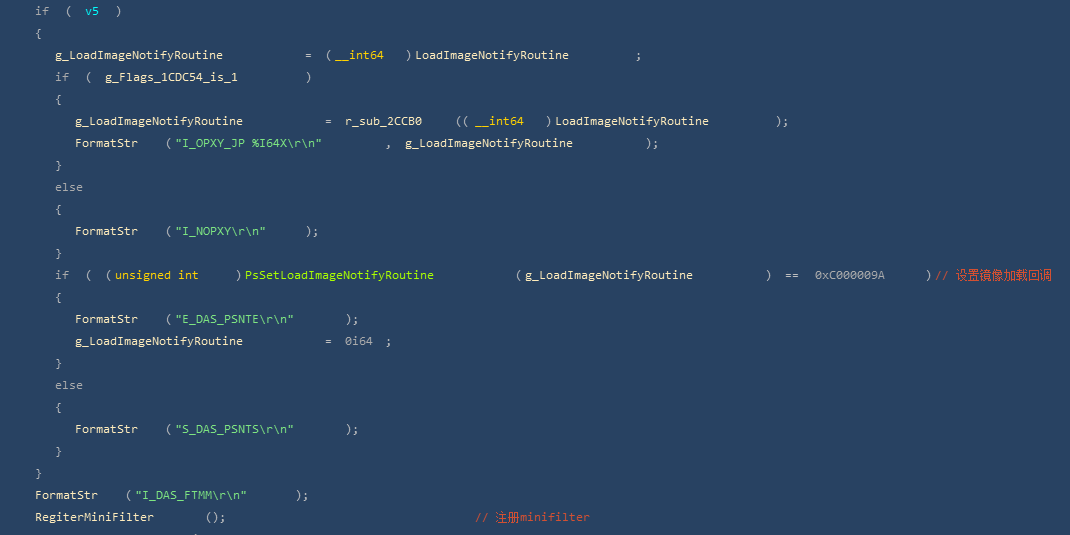 if ( v5 )
{
g_LoadImageNotifyRoutine = (__int64 )LoadImageNotifyRoutine ;
if ( g_Flags_1CDC54_is_1 )
{
g_LoadImageNotifyRoutine = r_sub_2CCB0 (( __int64 )LoadImageNotifyRoutine );
FormatStr ("I_OPXY_JP %I64X\r\n" , g_LoadImageNotifyRoutine );
}
else
{
FormatStr ("I_NOPXY\r\n" );
}
if ( (unsigned int )PsSetLoadImageNotifyRoutine (g_LoadImageNotifyRoutine ) == 0xC000009A )// 设置镜像加载回调
{
FormatStr ("E_DAS_PSNTE\r\n" );
g_LoadImageNotifyRoutine = 0i64 ;
}
else
{
FormatStr ("S_DAS_PSNTS\r\n" );
}
}
FormatStr ("I_DAS_FTMM\r\n" );
RegiterMiniFilter (); // 注册minifilter